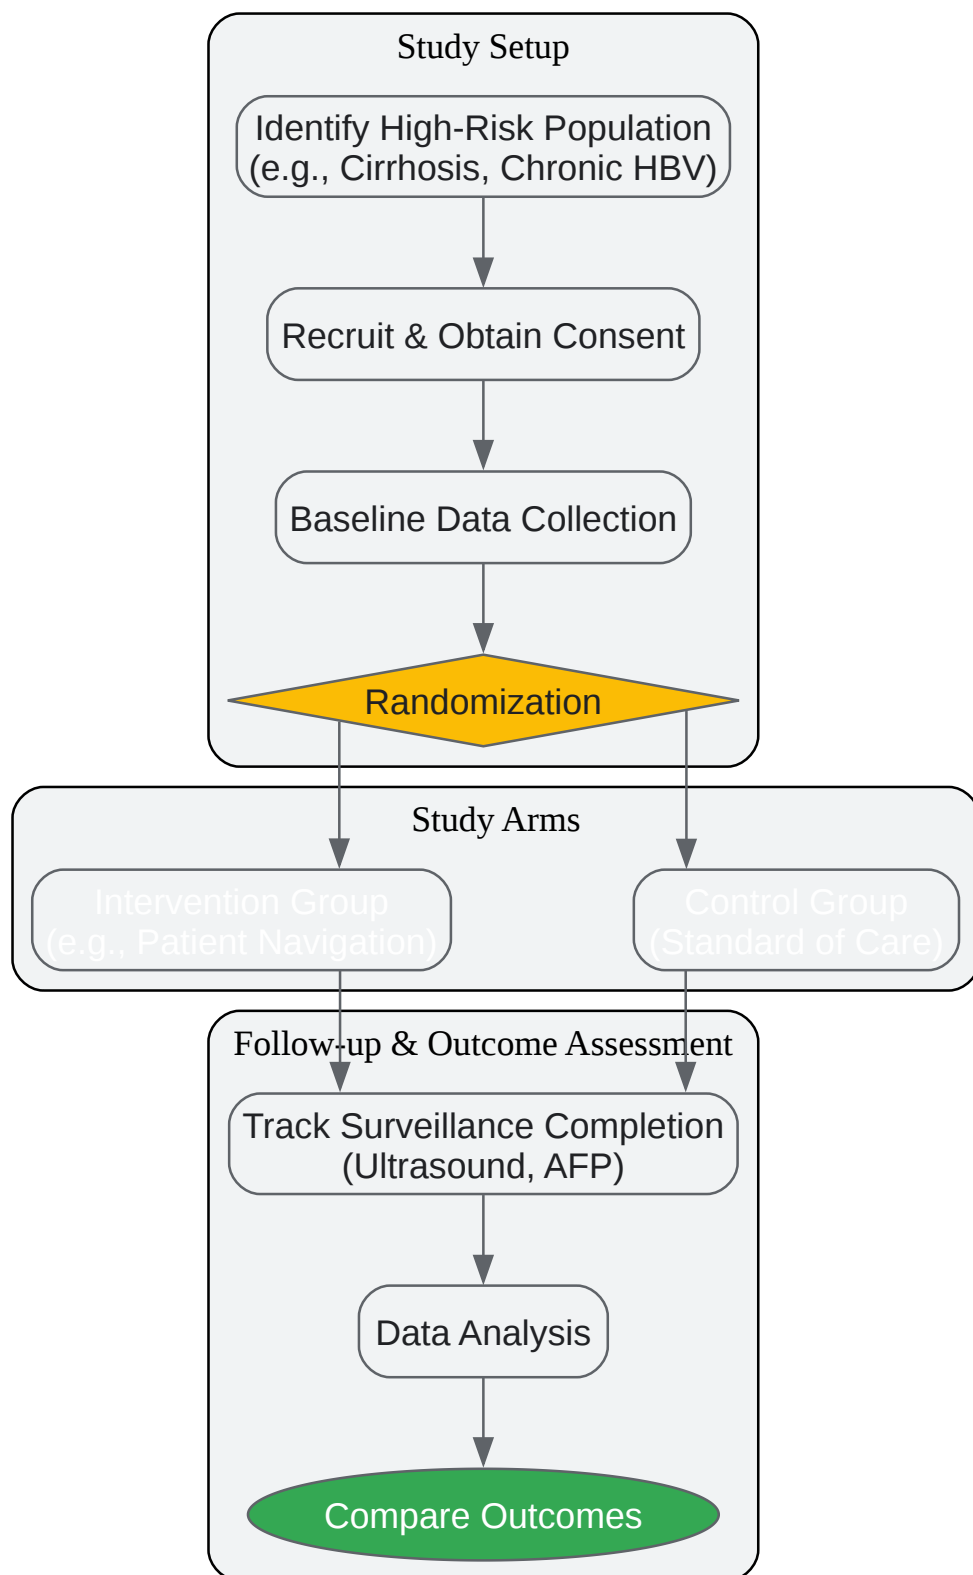 Study Setup
Identify High-Risk Population
(e.g., Cirrhosis, Chronic HBV)
Recruit & Obtain Consent
Baseline Data Collection
Randomization
Study Arms
Intervention Group
(e.g., Patient Navigation)
Control Group
(Standard of Care)
Follow-up & Outcome Assessment
Track Surveillance Completion
(Ultrasound, AFP)
Data Analysis
Compare Outcomes